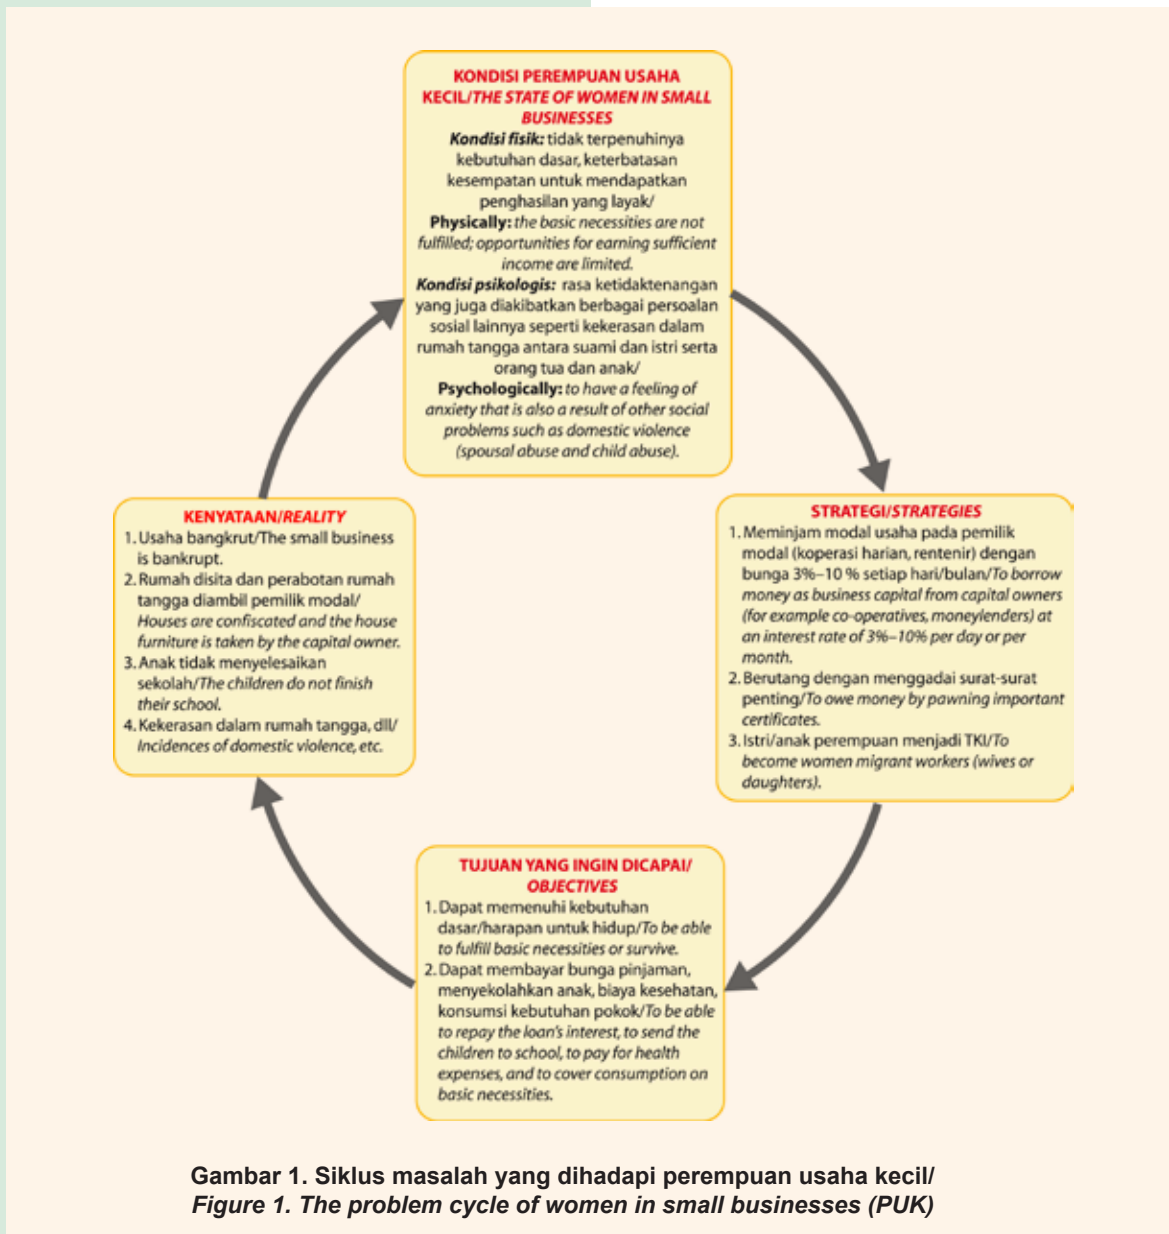 KONDISI PEREMPUAN USAHA
KECIL/THE STATE OF WOMEN IN SMALL
BUSINESSES
Kondisi fisik: tidak terpenuhinya
kebutuhan dasar, keterbatasan
kesempatan untuk mendapatkan
penghasilan yang layak/
Physically: the basic necessities are not
fulfilled; opportunities for earning sufficient
income are limited.
Kondisi psikologis: rasa ketidaktenangan
yang juga diakibatkan berbagai persoalan
sosial lainnya seperti kekerasan dalam
rumah tangga antara suami dan istri serta
orang tua dan anak/
Psychologically: to have a feeling of
anxiety that is also a result of other social
problems such as domestic violence
(spousal abuse and child abuse).
STRATEGI/STRATEGIES
1. Meminjam modal usaha pada pemilik
modal (koperasi harian, rentenir) dengan
bunga 3%–10 % setiap hari/bulan/To borrow
money as business capital from capital owners
(for example co-operatives, moneylenders) at
an interest rate of 3%–10% per day or per
month.
2. Berutang dengan menggadai surat-surat
penting/To owe money by pawning important
certificates.
3. Istri/anak perempuan menjadi TKI/To
become women migrant workers (wives or
daughters).
TUJUAN YANG INGIN DICAPAI/
OBJECTIVES
1. Dapat memenuhi kebutuhan
dasar/harapan untuk hidup/To be able
to fulfill basic necessities or survive.
2. Dapat membayar bunga pinjaman,
menyekolahkan anak, biaya kesehatan,
konsumsi kebutuhan pokok/To be able
to repay the loan's interest, to send the
children to school, to pay for health
expenses, and to cover consumption on
basic necessities.
KENYATAAN/REALITY
1. Usaha bangkrut/The small business
is bankrupt.
2. Rumah disita dan perabotan rumah
tangga diambil pemilik modal/
Houses are confiscated and the house
furniture is taken by the capital owner.
3. Anak tidak menyelesaikan
sekolah/The children do not finish
their school.
4. Kekerasan dalam rumah tangga, dll/
Incidences of domestic violence, etc.
Gambar 1. Siklus masalah yang dihadapi perempuan usaha kecil/
Figure 1. The problem cycle of women in small businesses (PUK)